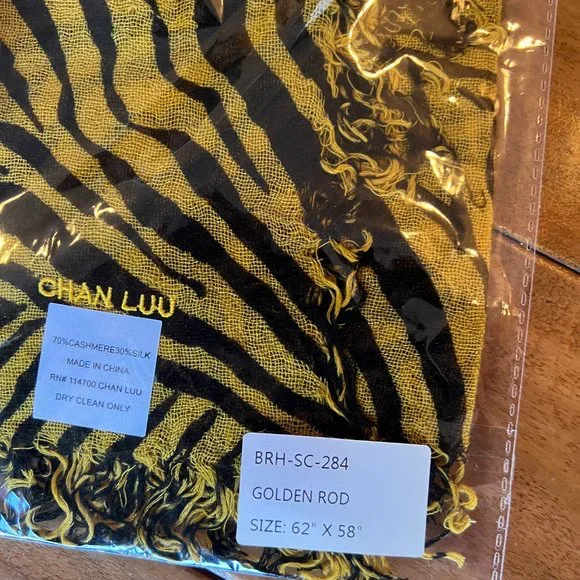 CHAN LUU
70%CASHMERE30%SILK
MADE IN CHINA
RN# 114700 CHAN LUU
DRY CLEAN ONLY
BRH-SC-284
GOLDEN ROD
SIZE: 62" X 58"